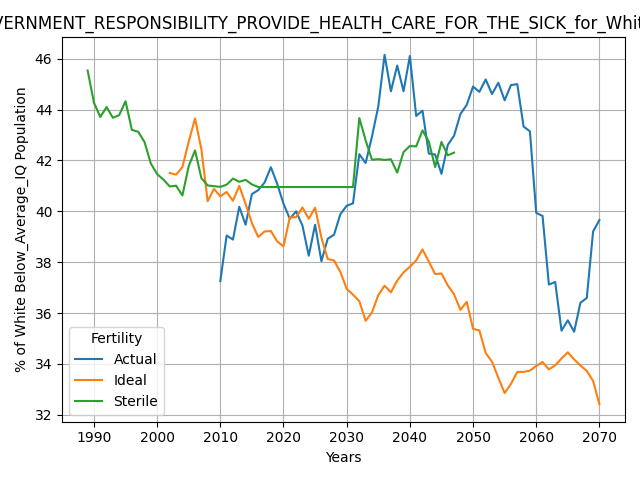 VERNMENT_RESPONSIBILITY_PROVIDE_HEALTH_CARE_FOR_THE_SICK_for_Whit
46
44
42
40
38
36
34
32
% of White Below_Average_IQ Population
Fertility
Actual
Ideal
Sterile
1990 2000 2010 2020 2030 2040 2050 2060 2070
Years